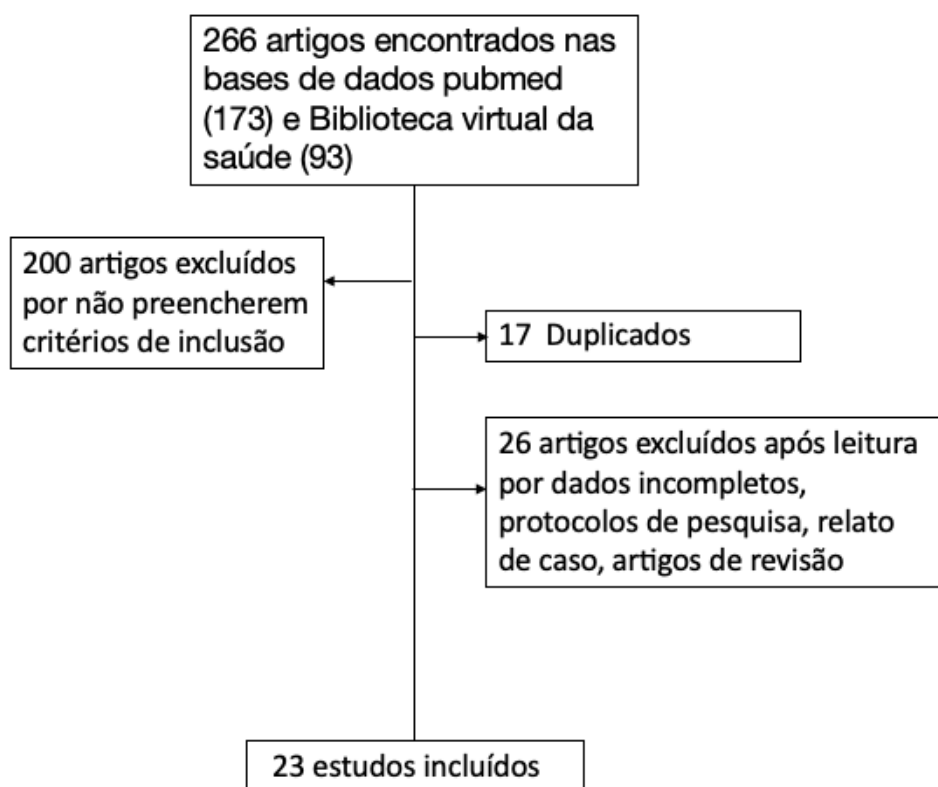 266 artigos encontrados nas
bases de dados pubmed
(173) e Biblioteca virtual da
saúde (93)
200 artigos excluídos
por não preencherem
critérios de inclusão
17 Duplicados
26 artigos excluídos após leitura
por dados incompletos,
protocolos de pesquisa, relato
de caso, artigos de revisão
23 estudos incluídos